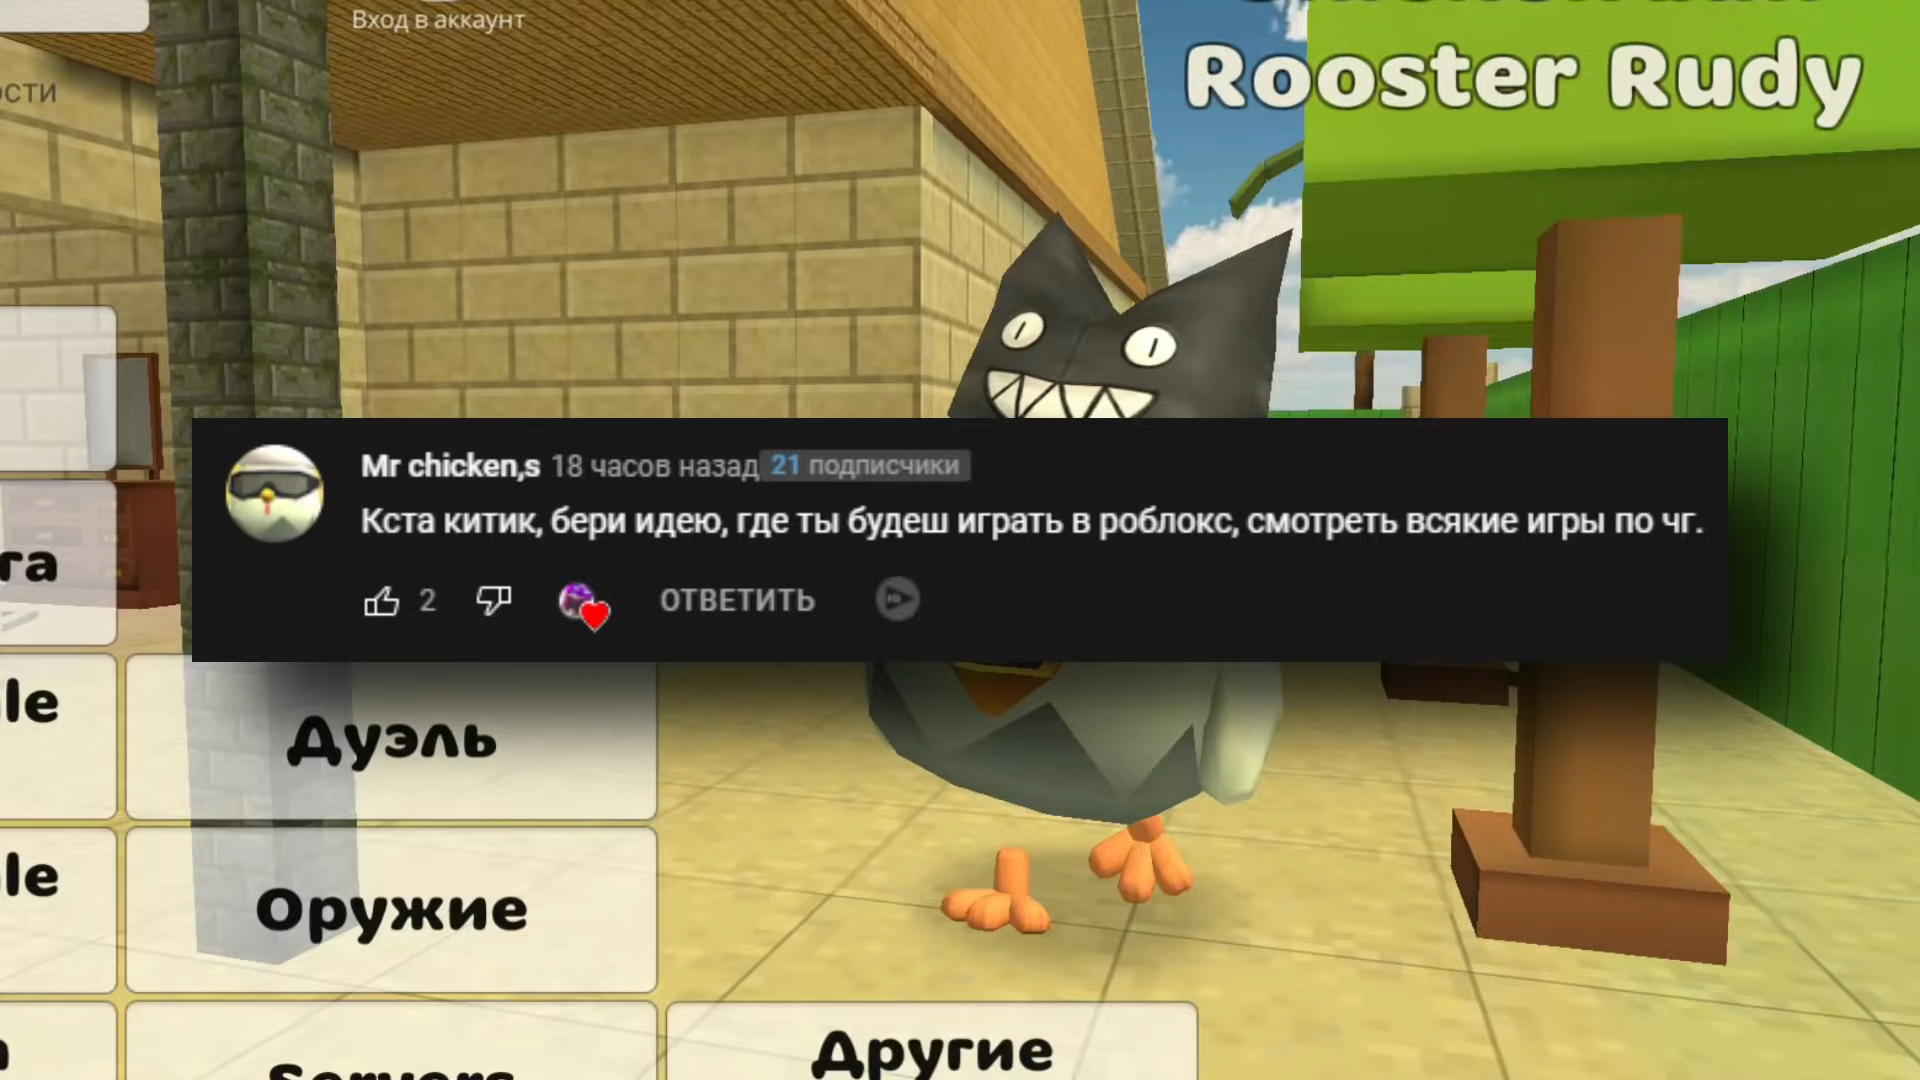 Вход в аккаунт
Rooster Rudy
Mr chicken,s 18 часов назад 21 подписчики
Кста китик, бери идею, где ты будеш играть в роблокс, смотреть всякие игры по чг.
2 ОТВЕТИТЬ
Дуэль
Оружие
Другие
Servers